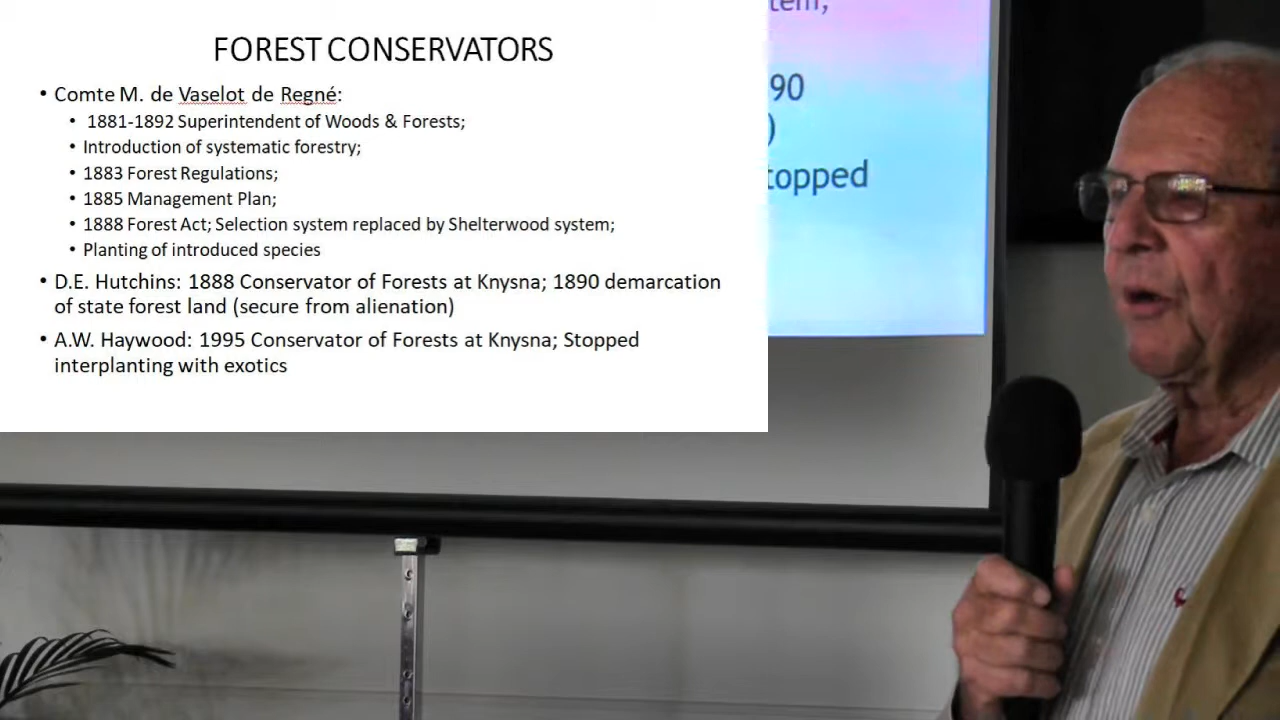 FOREST CONSERVATORS
• Comte M. de Vaselot de Regné:
• 1881-1892 Superintendent of Woods & Forests;
• Introduction of systematic forestry;
• 1883 Forest Regulations;
• 1885 Management Plan;
• 1888 Forest Act; Selection system replaced by Shelterwood system;
• Planting of introduced species
• D.E. Hutchins: 1888 Conservator of Forests at Knysna; 1890 demarcation
of state forest land (secure from alienation)
• A.W. Haywood: 1995 Conservator of Forests at Knysna; Stopped
interplanting with exotics
tem;
90
)
topped